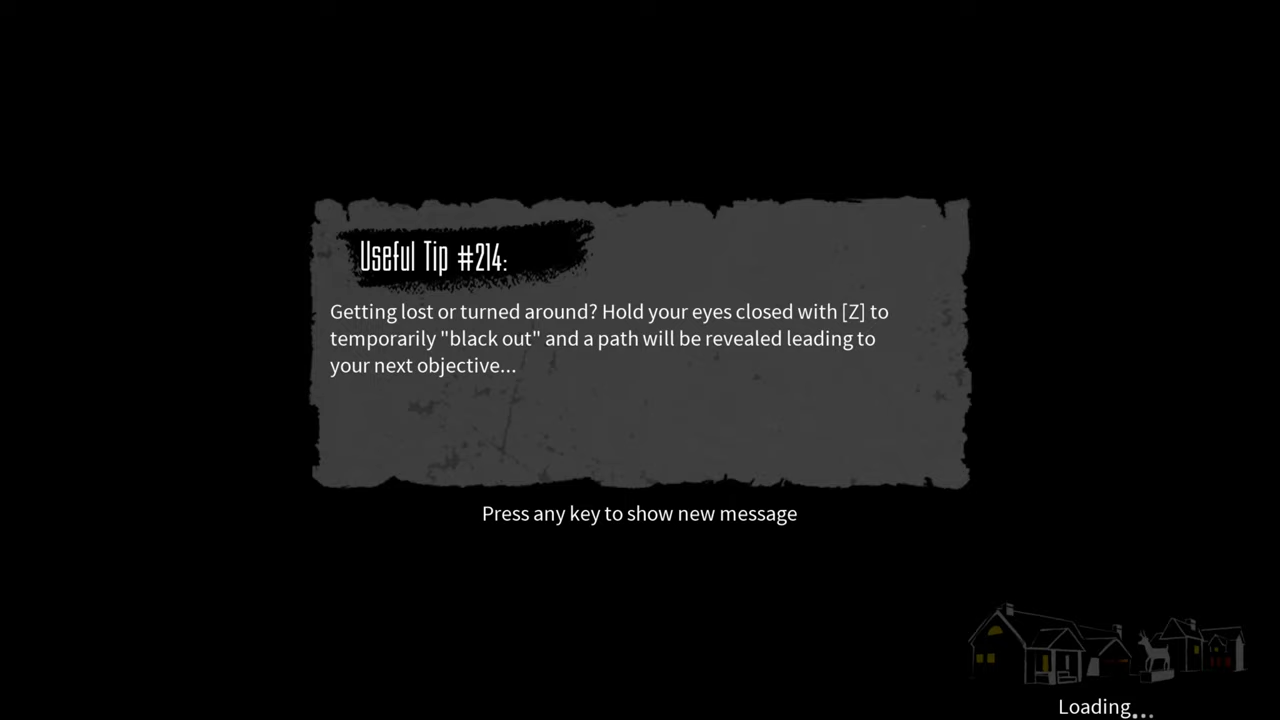 Useful Tip #214:
Getting lost or turned around? Hold your eyes closed with [Z] to
temporarily "black out" and a path will be revealed leading to
your next objective...
Press any key to show new message
Loading...